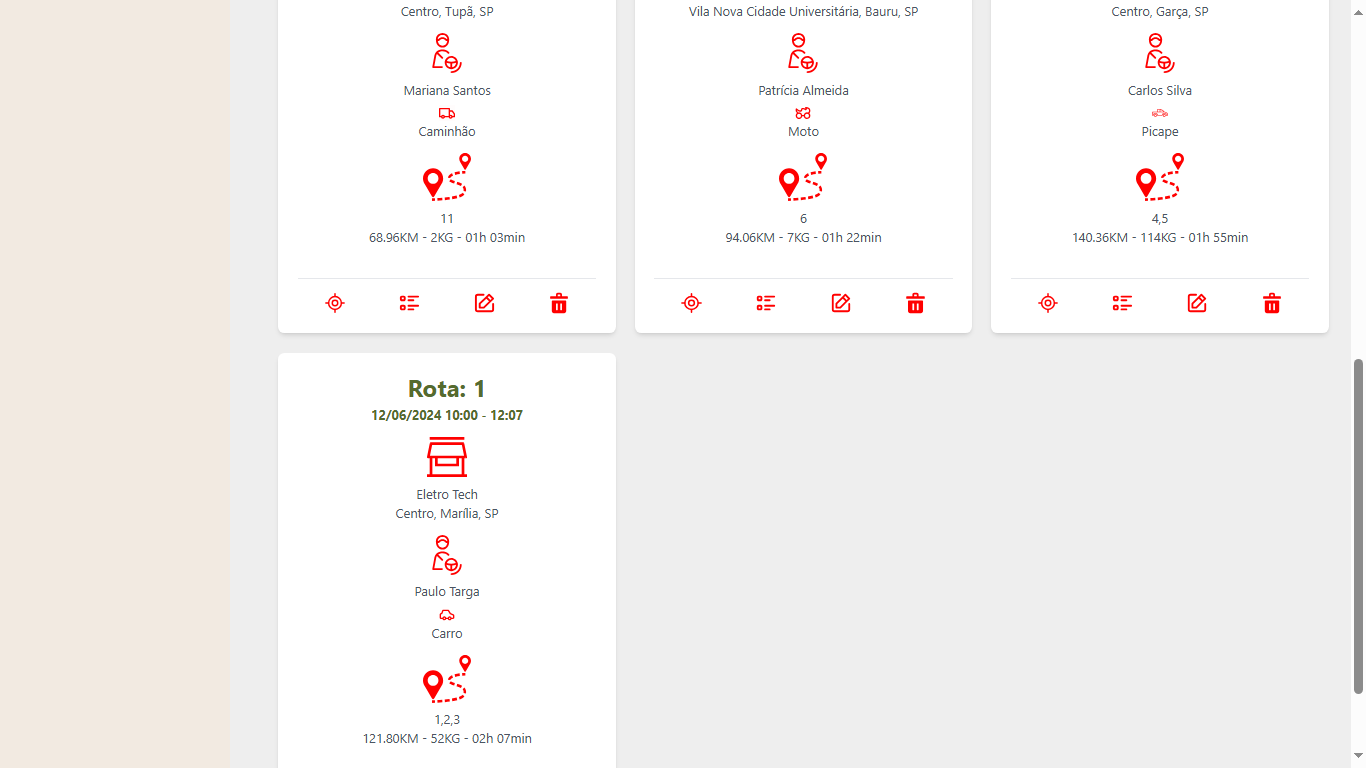 Centro, Tupã, SP
Mariana Santos
Caminhão
11
68.96KM - 2KG - 01h 03min
Vila Nova Cidade Universitária, Bauru, SP
Patrícia Almeida
Moto
6
94.06KM - 7KG - 01h 22min
Centro, Garça, SP
Carlos Silva
Picape
4,5
140.36KM - 114KG - 01h 55min
Rota: 1
12/06/2024 10:00 - 12:07
Eletro Tech
Centro, Marília, SP
Paulo Targa
Carro
1,2,3
121.80KM - 52KG - 02h 07min